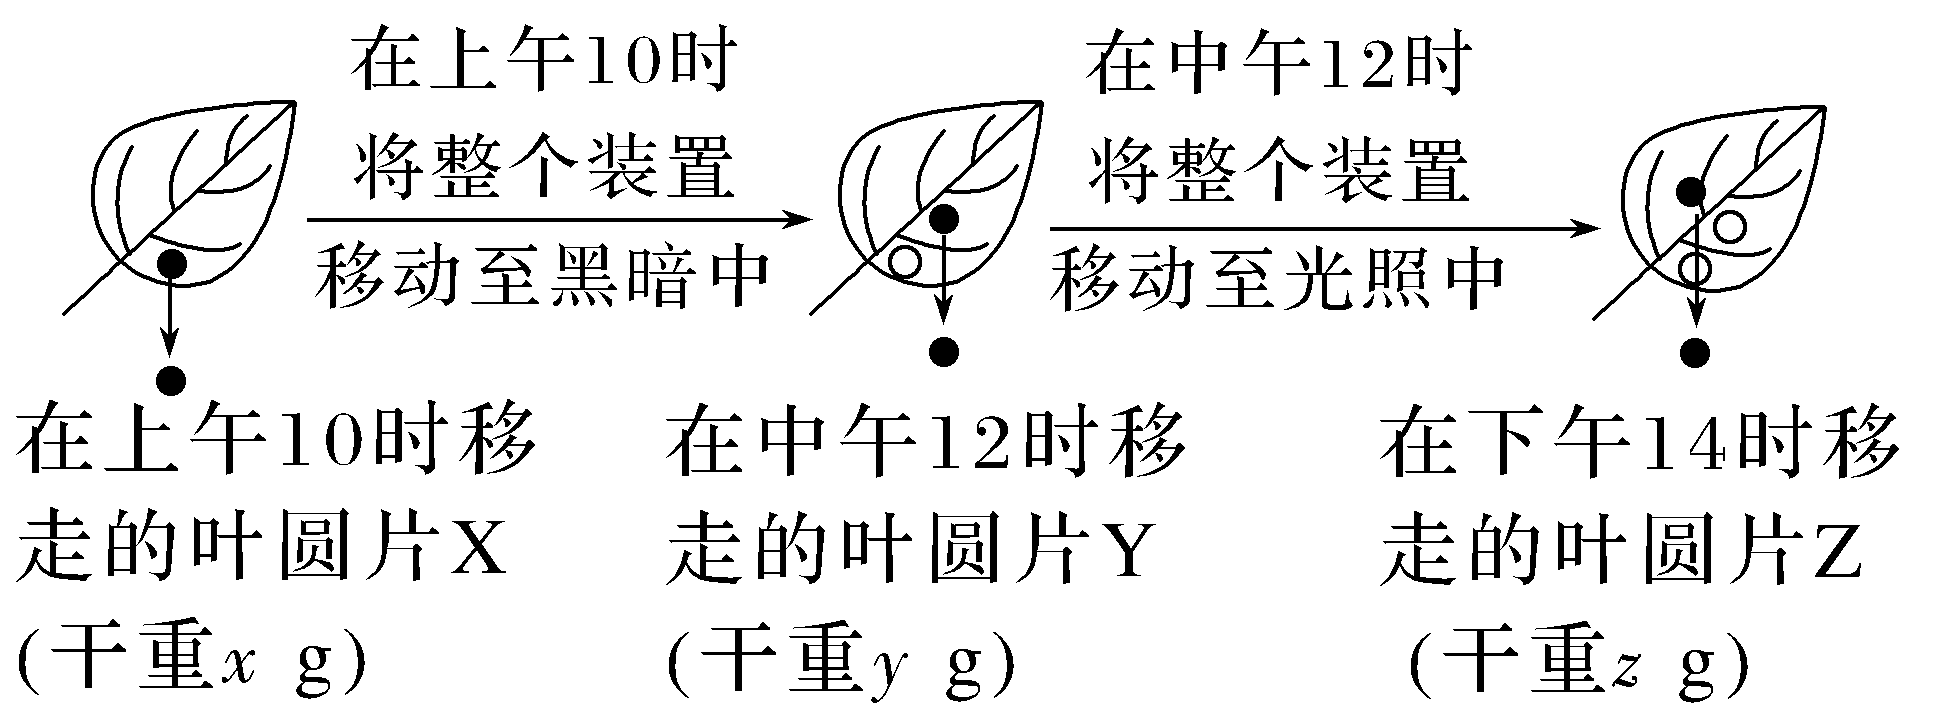 在上午10时
将整个装置
移动至黑暗中
在中午12时
将整个装置
移动至光照中
在上午10时移
走的叶圆片X
(干重x g)
在中午12时移
走的叶圆片Y
(干重y g)
在下午14时移
走的叶圆片Z
(干重z g)